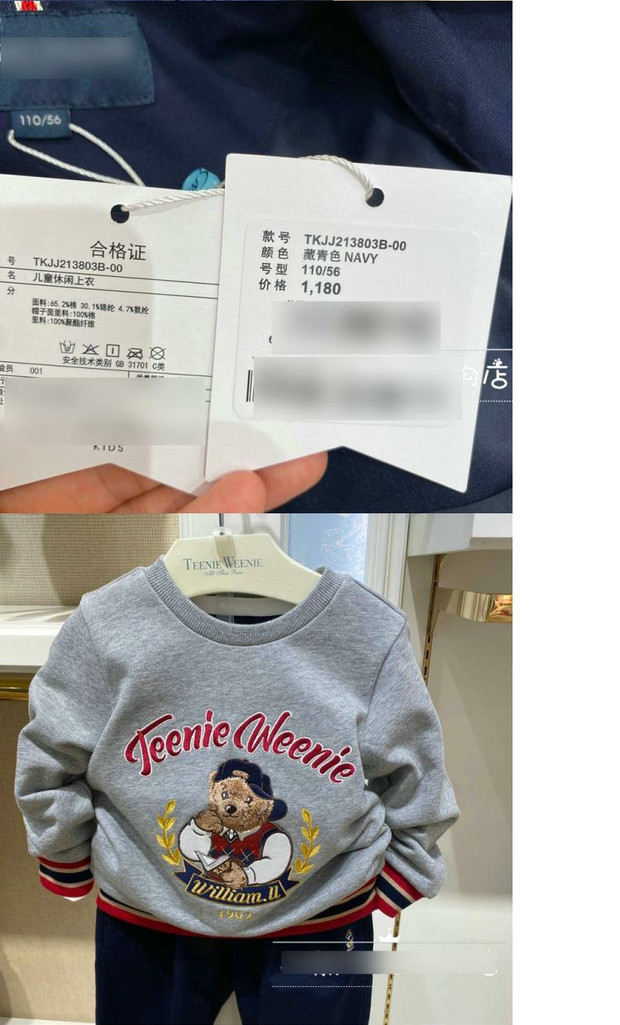 110/56
合格证
号 TKJJ213803B-00
名 儿童休闲上衣
分
面料:65.2%棉 30.1%锦纶 4.7%氨纶
帽子面里料:100%棉
里料:100%聚酯纤维
安全技术类别 GB 31701 C类
001
KIDS
款号 TKJJ213803B-00
颜色 藏青色 NAVY
号型 110/56
价格 1,180
店
TEENIE WEENIE
Teenie Weenie
William.U
1902